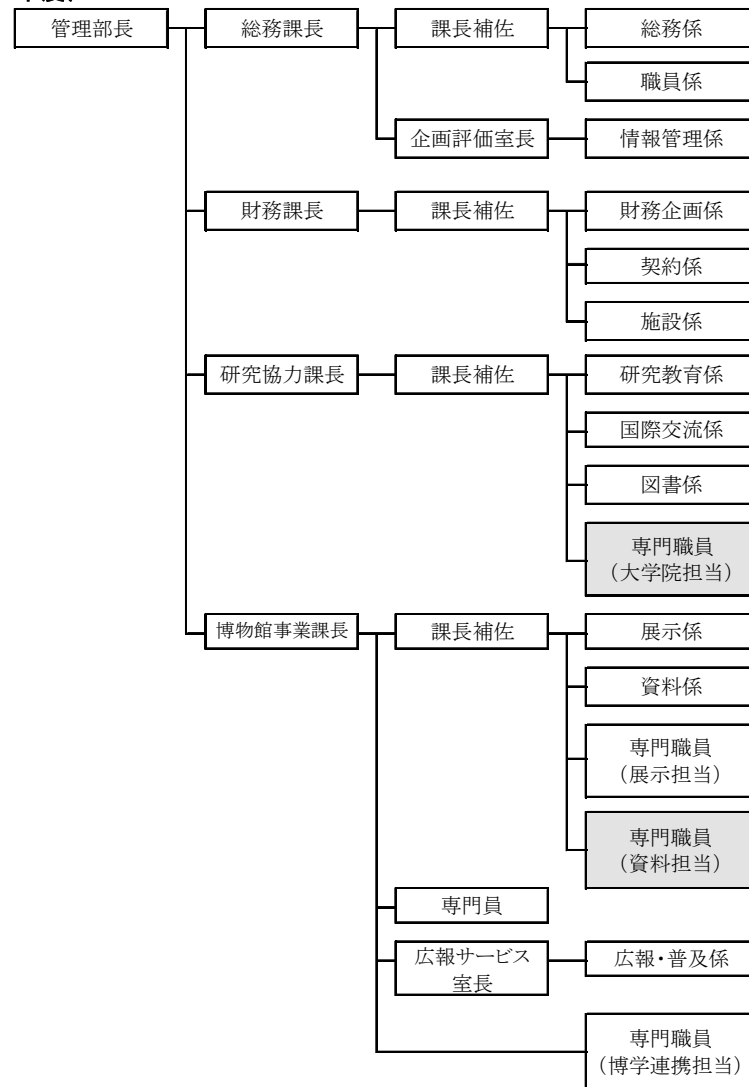 管理部長
総務課長
課長補佐
総務係
職員係
企画評価室長
情報管理係
財務課長
課長補佐
財務企画係
契約係
施設係
研究協力課長
課長補佐
研究教育係
国際交流係
図書係
専門職員
（大学院担当）
博物館事業課長
課長補佐
展示係
資料係
専門職員
（展示担当）
専門職員
（資料担当）
専門員
広報サービス
室長
広報・普及係
専門職員
（博学連携担当）